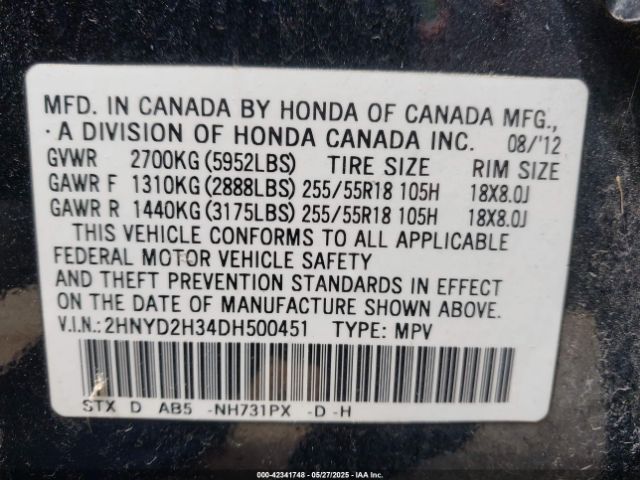 MFD. IN CANADA BY HONDA OF CANADA MFG.,
A DIVISION OF HONDA CANADA INC. 08/'12
GVWR 2700KG (5952LBS) TIRE SIZE RIM SIZE
GAWR F 1310KG (2888LBS) 255/55R18 105H 18X8.0J
GAWR R 1440KG (3175LBS) 255/55R18 105H 18X8.0J
THIS VEHICLE CONFORMS TO ALL APPLICABLE
FEDERAL MOTOR VEHICLE SAFETY
AND THEFT PREVENTION STANDARDS IN EFFECT
ON THE DATE OF MANUFACTURE SHOWN ABOVE.
V.I.N.: 2HNYD2H34DH500451 TYPE: MPV
STX D AB5 -NH731PX -D -H
000-42341748 - 05/27/2025 - IAA Inc.